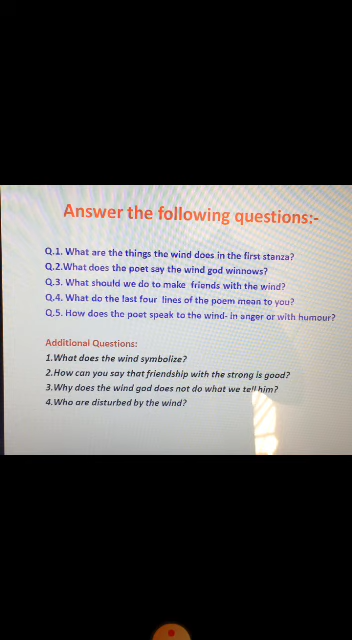 Answer the following questions:-
Q.1. What are the things the wind does in the first stanza?
Q.2.What does the poet say the wind god winnows?
Q.3. What should we do to make friends with the wind?
Q.4. What do the last four lines of the poem mean to you?
Q.5. How does the poet speak to the wind- in anger or with humour?
Additional Questions:
1.What does the wind symbolize?
2.How can you say that friendship with the strong is good?
3.Why does the wind god does not do what we tell him?
4.Who are disturbed by the wind?